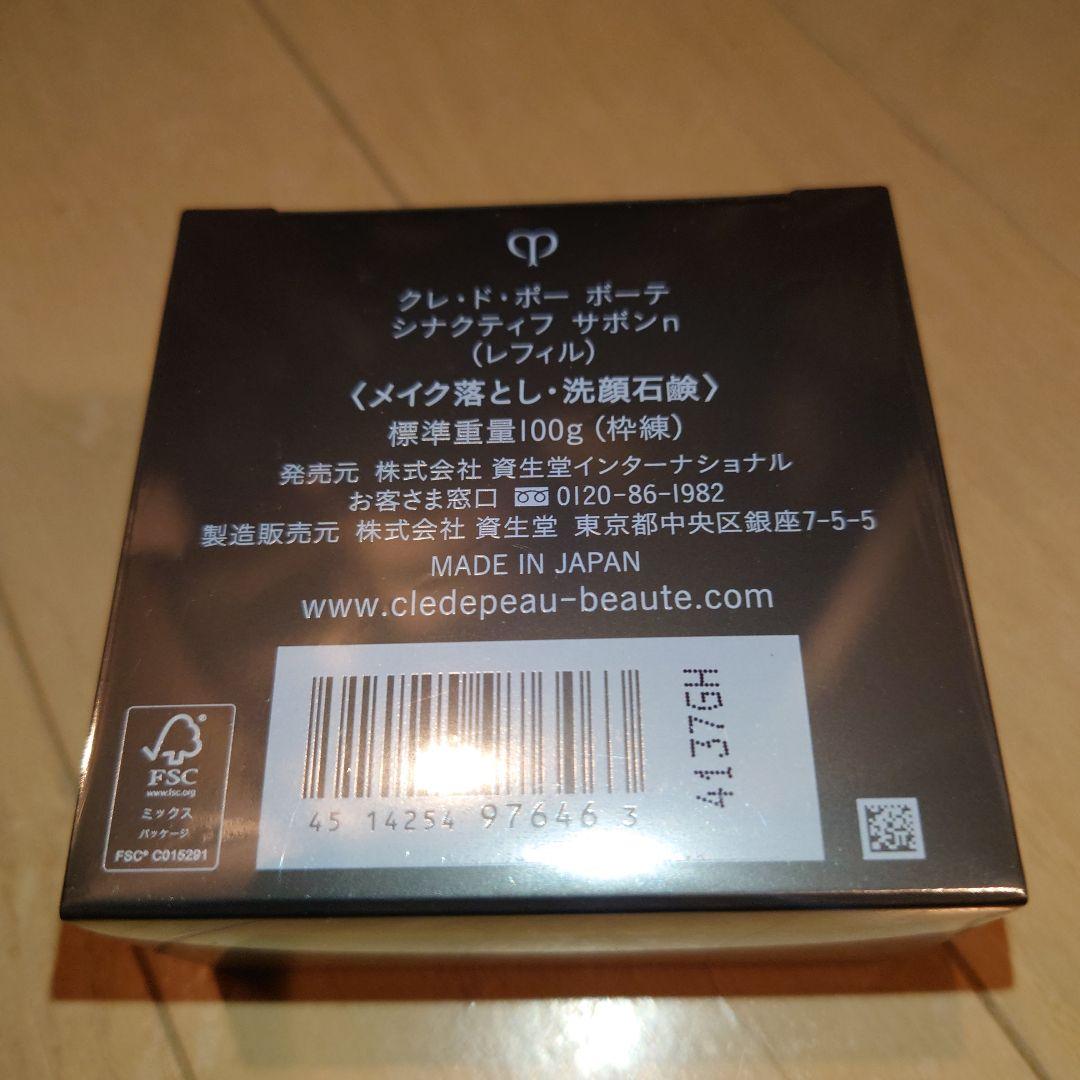 クレ・ド・ポー ボーテ
シナクティフ サボンn
(レフィル)
〈メイク落とし・洗顔石鹸〉
標準重量100g (枠練)
発売元 株式会社 資生堂インターナショナル
お客さま窓口 0120-86-1982
製造販売元 株式会社 資生堂 東京都中央区銀座7-5-5
MADE IN JAPAN
www.cledepeau-beaute.com
4137GH
45 14254 97646 3
FSC®
www.fsc.org
ミックス
パッケージ
FSC® C015291